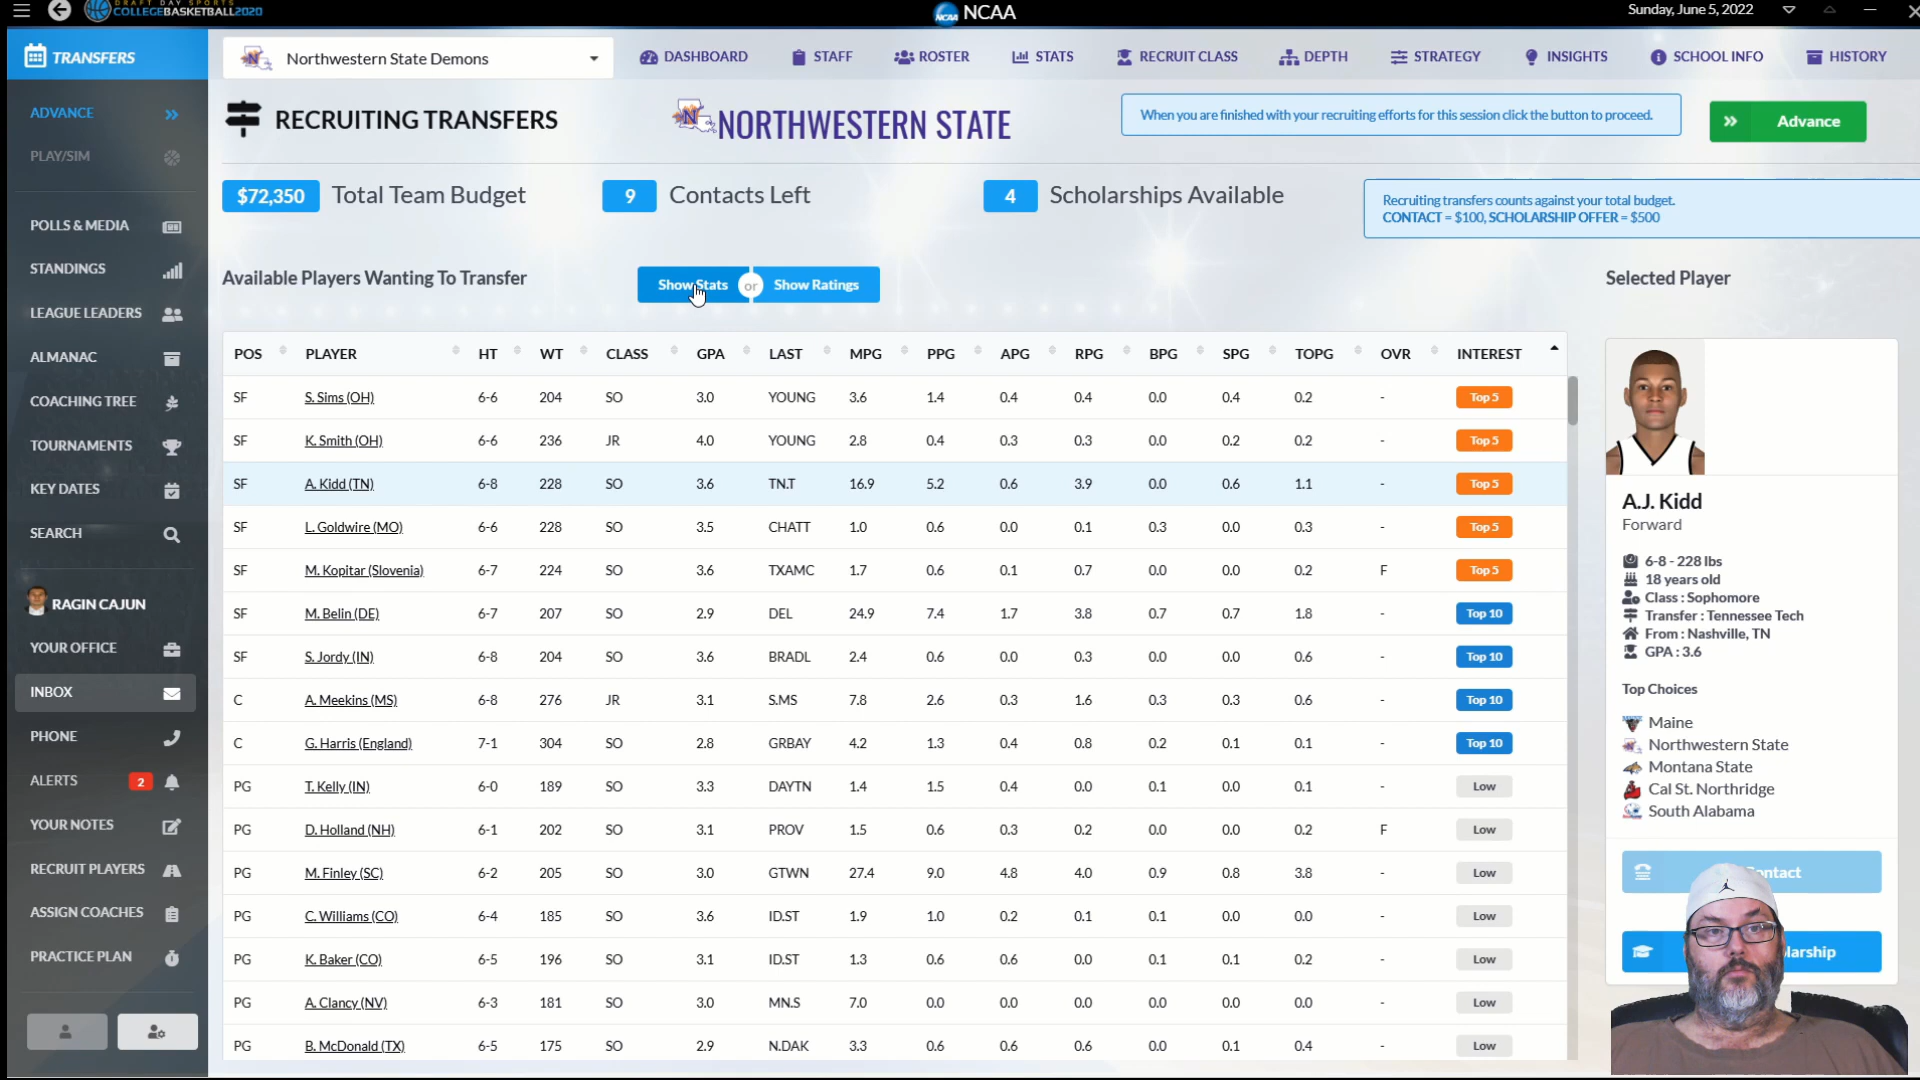 DRAFT DAY SPORTS
COLLEGEBASKETBALL2020
NCAA NCAA
Sunday, June 5, 2022
TRANSFERS
Northwestern State Demons
DASHBOARD STAFF ROSTER STATS RECRUIT CLASS DEPTH STRATEGY INSIGHTS SCHOOL INFO HISTORY
ADVANCE
PLAY/SIM
POLLS & MEDIA
STANDINGS
LEAGUE LEADERS
ALMANAC
COACHING TREE
TOURNAMENTS
KEY DATES
SEARCH
RAGIN CAJUN
YOUR OFFICE
INBOX
PHONE
ALERTS 2
YOUR NOTES
RECRUIT PLAYERS
ASSIGN COACHES
PRACTICE PLAN
RECRUITING TRANSFERS
N NORTHWESTERN STATE
When you are finished with your recruiting efforts for this session click the button to proceed.
Advance
$72,350 Total Team Budget
9 Contacts Left
4 Scholarships Available
Recruiting transfers counts against your total budget.
CONTACT = $100, SCHOLARSHIP OFFER = $500
Available Players Wanting To Transfer
Show Stats or Show Ratings
POS PLAYER HT WT CLASS GPA LAST MPG PPG APG RPG BPG SPG TOPG OVR INTEREST
SF S. Sims (OH) 6-6 204 SO 3.0 YOUNG 3.6 1.4 0.4 0.4 0.0 0.4 0.2 - Top 5
SF K. Smith (OH) 6-6 236 JR 4.0 YOUNG 2.8 0.4 0.3 0.3 0.0 0.2 0.2 - Top 5
SF A. Kidd (TN) 6-8 228 SO 3.6 TN.T 16.9 5.2 0.6 3.9 0.0 0.6 1.1 - Top 5
SF L. Goldwire (MO) 6-6 228 SO 3.5 CHATT 1.0 0.6 0.0 0.1 0.3 0.0 0.3 - Top 5
SF M. Kopitar (Slovenia) 6-7 224 SO 3.6 TXAMC 1.7 0.6 0.1 0.7 0.0 0.0 0.2 F Top 5
SF M. Belin (DE) 6-7 207 SO 2.9 DEL 24.9 7.4 1.7 3.8 0.7 0.7 1.8 - Top 10
SF S. Jordy (IN) 6-8 204 SO 3.6 BRADL 2.4 0.6 0.0 0.3 0.0 0.0 0.6 - Top 10
C A. Meekins (MS) 6-8 276 JR 3.1 S.MS 7.8 2.6 0.3 1.6 0.3 0.3 0.6 - Top 10
C G. Harris (England) 7-1 304 SO 2.8 GRBAY 4.2 1.3 0.4 0.8 0.2 0.1 0.1 - Top 10
PG T. Kelly (IN) 6-0 189 SO 3.3 DAYTN 1.4 1.5 0.4 0.0 0.1 0.0 0.1 - Low
PG D. Holland (NH) 6-1 202 SO 3.1 PROV 1.5 0.6 0.3 0.2 0.0 0.0 0.2 F Low
PG M. Finley (SC) 6-2 205 SO 3.0 GTWN 27.4 9.0 4.8 4.0 0.9 0.8 3.8 - Low
PG C. Williams (CO) 6-4 185 SO 3.6 ID.ST 1.9 1.0 0.2 0.1 0.1 0.0 0.0 - Low
PG K. Baker (CO) 6-5 196 SO 3.1 ID.ST 1.3 0.6 0.6 0.0 0.1 0.1 0.2 - Low
PG A. Clancy (NV) 6-3 181 SO 3.0 MN.S 7.0 0.0 0.0 0.0 0.0 0.0 0.0 - Low
PG B. McDonald (TX) 6-5 175 SO 2.9 N.DAK 3.3 0.6 0.6 0.6 0.0 0.1 0.4 - Low
Selected Player
A.J. Kidd
Forward
6-8 - 228 lbs
18 years old
Class : Sophomore
Transfer : Tennessee Tech
From : Nashville, TN
GPA : 3.6
Top Choices
Maine
Northwestern State
Montana State
Cal St. Northridge
South Alabama
ontact
larship